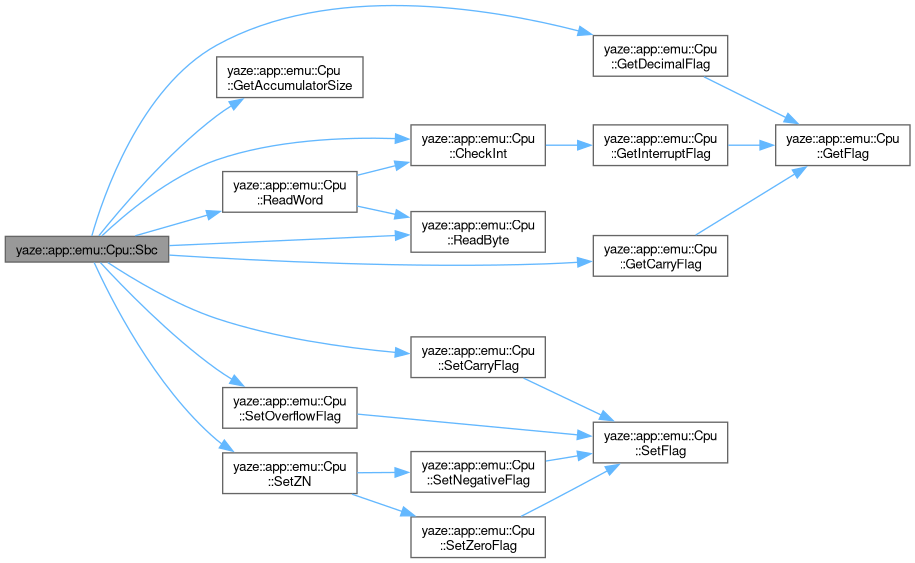 yaze::app::emu::Cpu::Sbc
yaze::app::emu::Cpu
::GetAccumulatorSize
yaze::app::emu::Cpu
::ReadWord
yaze::app::emu::Cpu
::SetOverflowFlag
yaze::app::emu::Cpu
::SetZN
yaze::app::emu::Cpu
::CheckInt
yaze::app::emu::Cpu
::ReadByte
yaze::app::emu::Cpu
::SetCarryFlag
yaze::app::emu::Cpu
::SetNegativeFlag
yaze::app::emu::Cpu
::SetZeroFlag
yaze::app::emu::Cpu
::GetDecimalFlag
yaze::app::emu::Cpu
::GetInterruptFlag
yaze::app::emu::Cpu
::GetCarryFlag
yaze::app::emu::Cpu
::SetFlag
yaze::app::emu::Cpu
::GetFlag